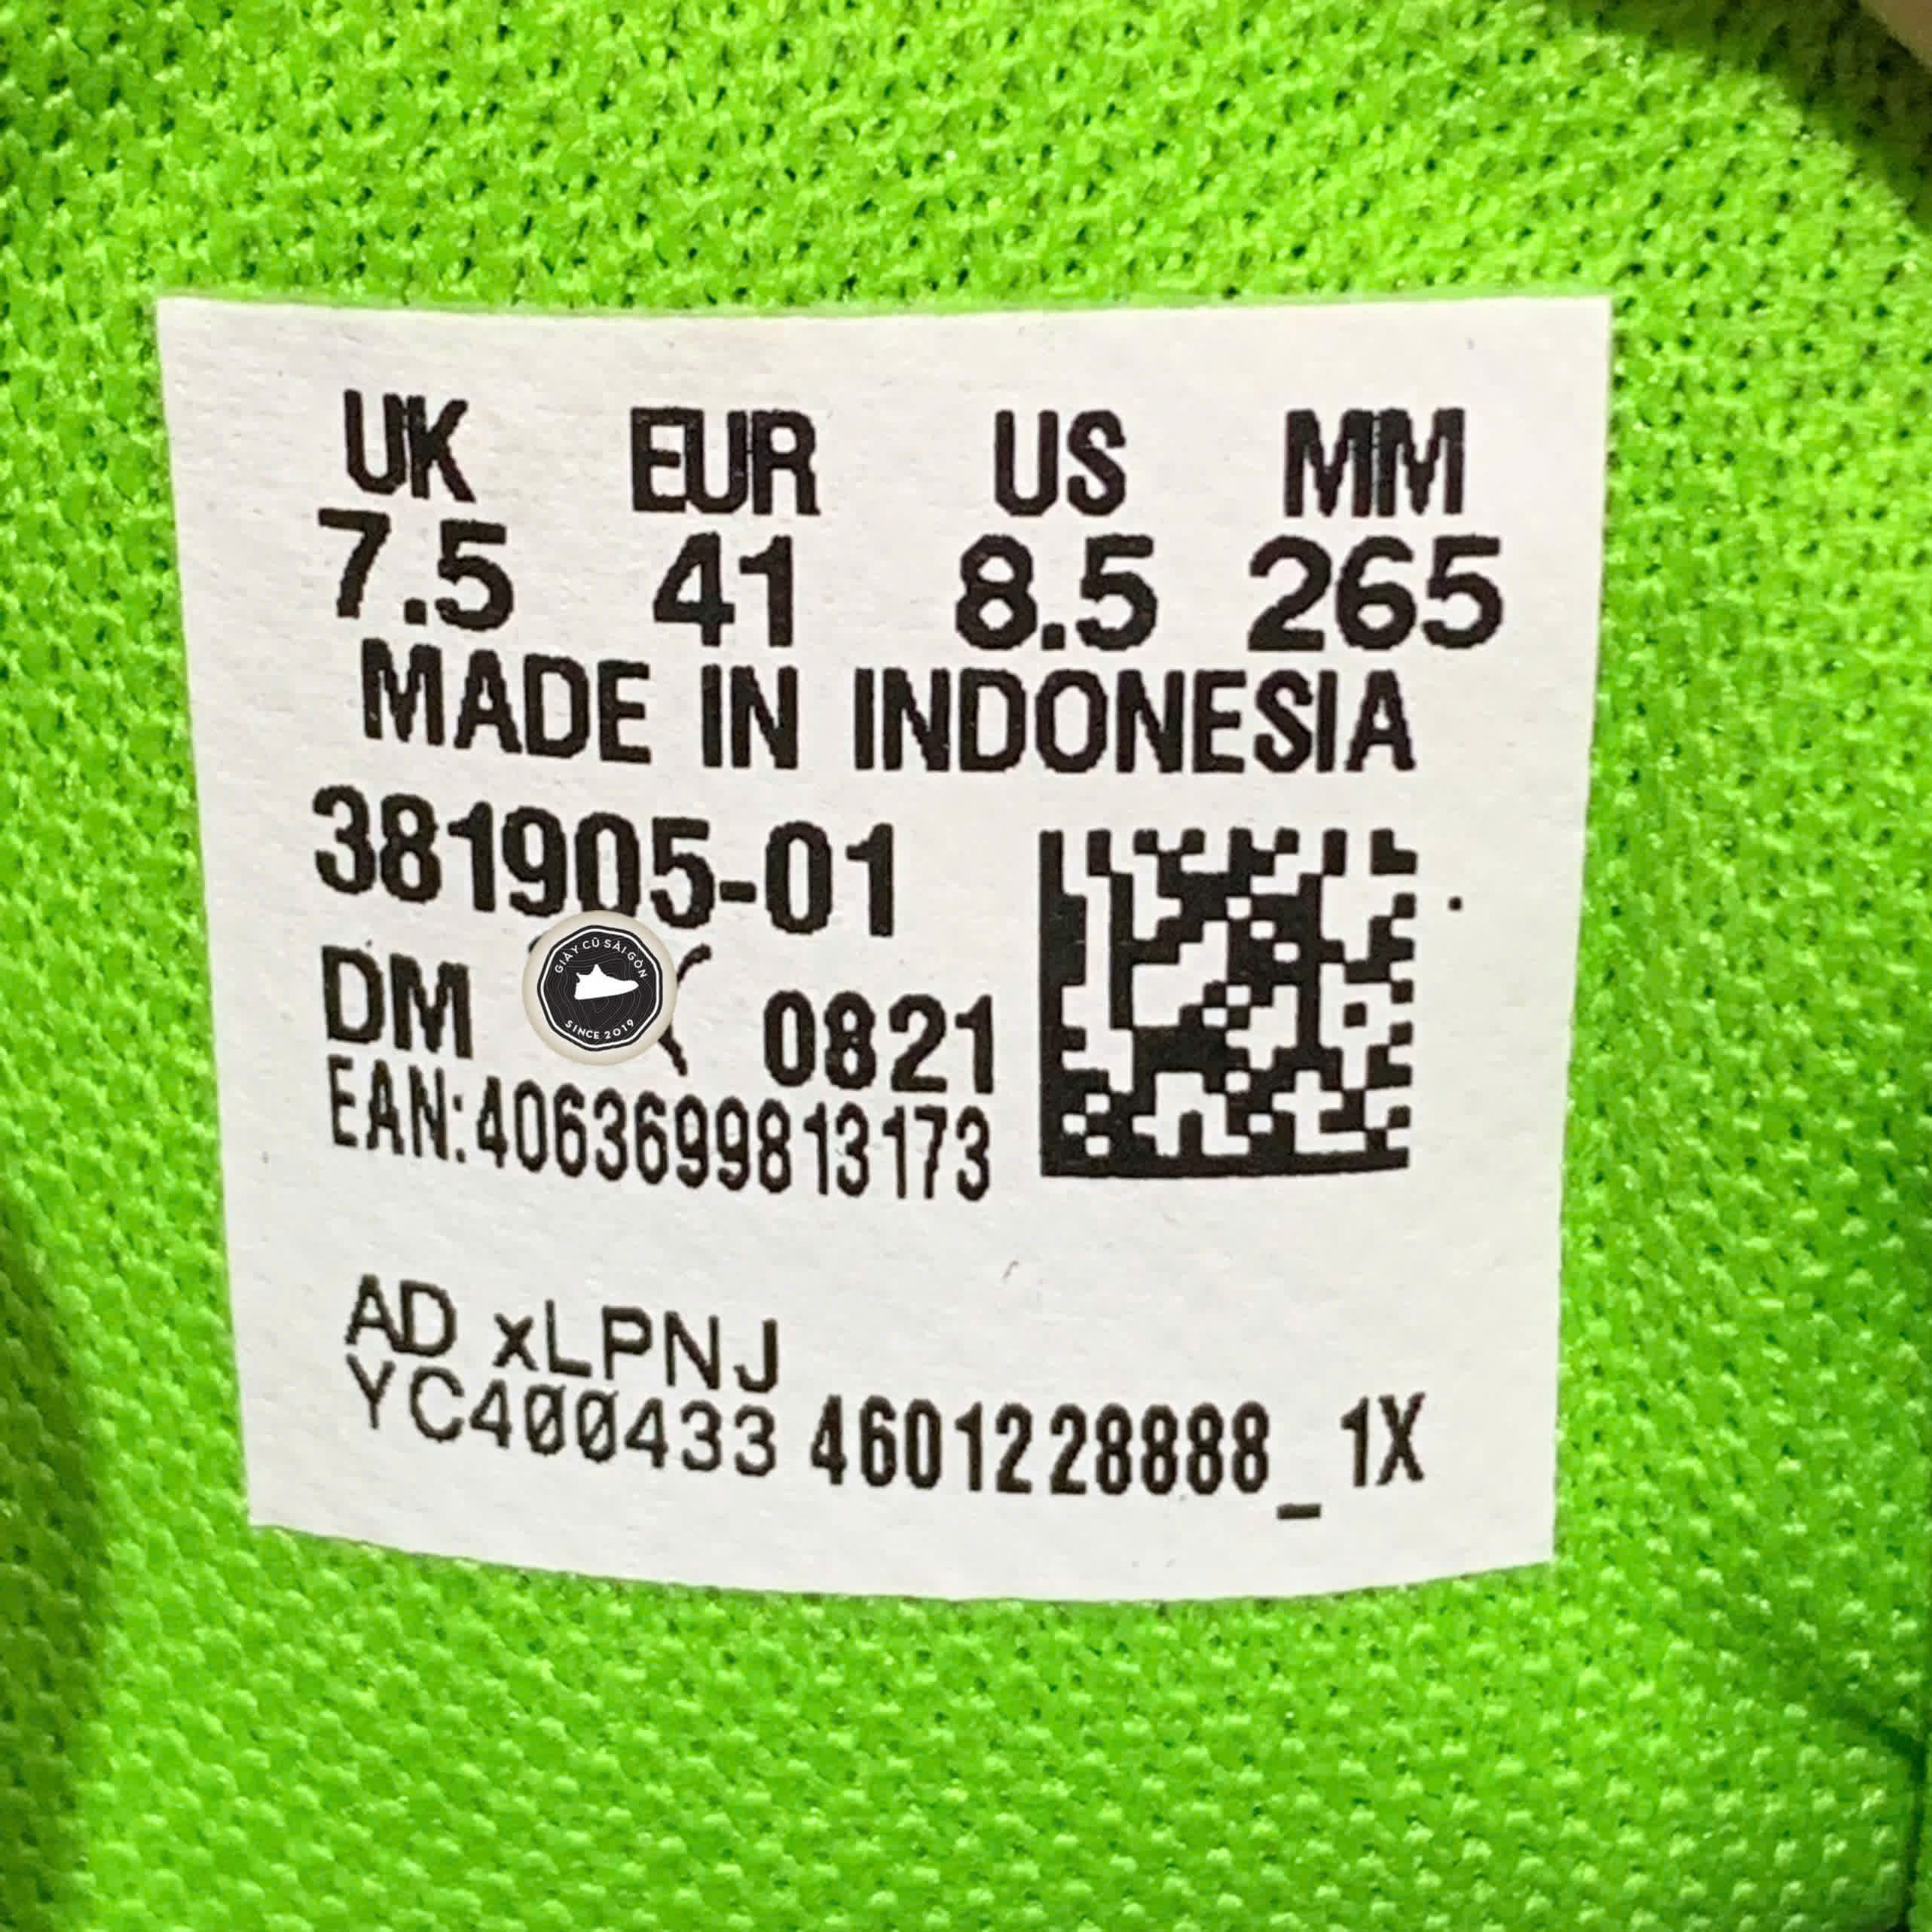 UK EUR US MM
7.5 41 8.5 265
MADE IN INDONESIA
381905-01
DM 0821
GIÀY CŨ SÀI GÒN
SINCE 2019
EAN:4063699813173
AD xLPNJ
YC400433 4601228888_1X